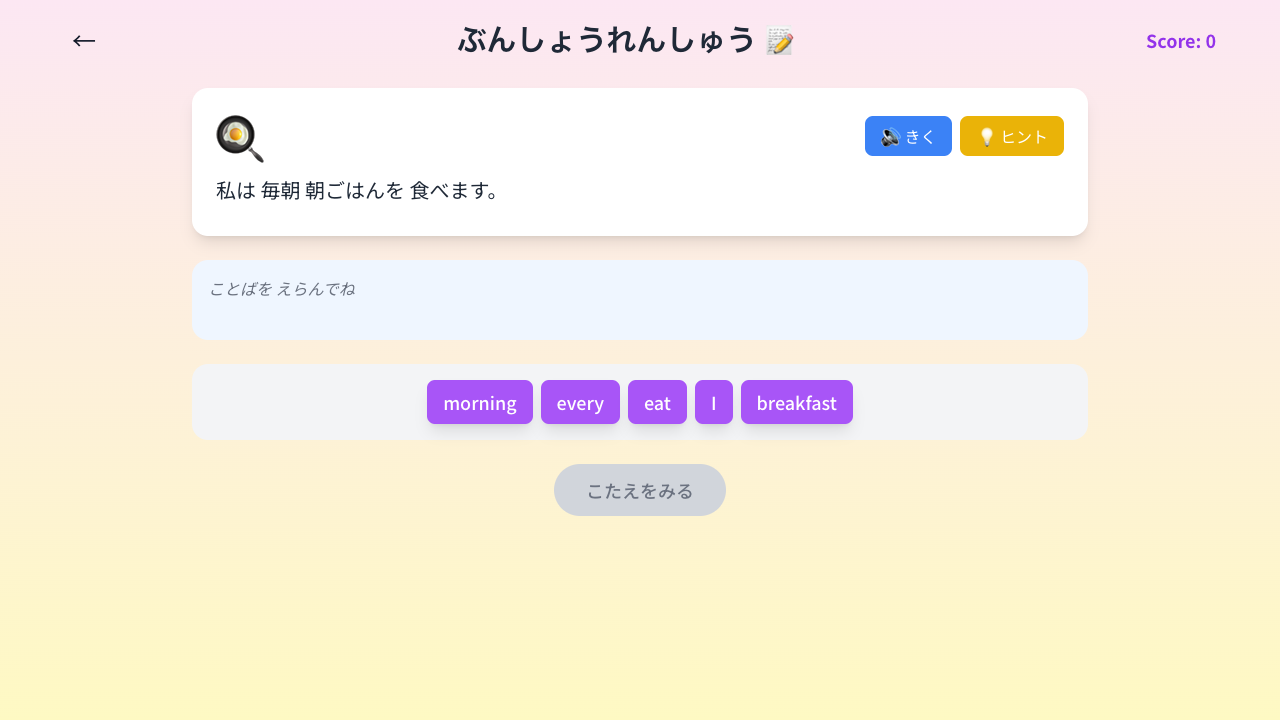 ←
ぶんしょうれんしゅう 📝
Score: 0
🔊 きく
💡 ヒント
私は 毎朝 朝ごはんを 食べます。
ことばを えらんでね
morning every eat I breakfast
こたえをみる